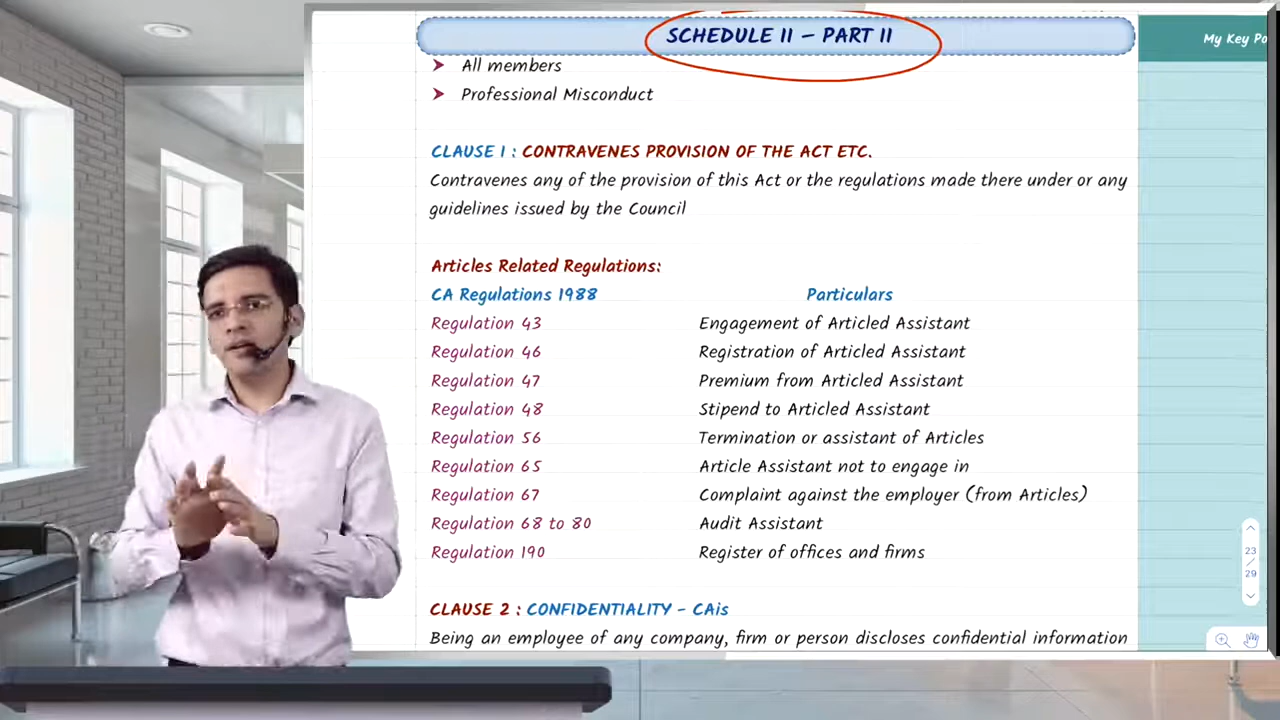 SCHEDULE II – PART II
My Key Po
➤ All members
➤ Professional Misconduct
CLAUSE 1 : CONTRAVENES PROVISION OF THE ACT ETC.
Contravenes any of the provision of this Act or the regulations made there under or any
guidelines issued by the Council
Articles Related Regulations:
CA Regulations 1988 Particulars
Regulation 43 Engagement of Articled Assistant
Regulation 46 Registration of Articled Assistant
Regulation 47 Premium from Articled Assistant
Regulation 48 Stipend to Articled Assistant
Regulation 56 Termination or assistant of Articles
Regulation 65 Article Assistant not to engage in
Regulation 67 Complaint against the employer (from Articles)
Regulation 68 to 80 Audit Assistant
Regulation 190 Register of offices and firms
23
/
29
CLAUSE 2 : CONFIDENTIALITY - CAis
Being an employee of any company, firm or person discloses confidential information